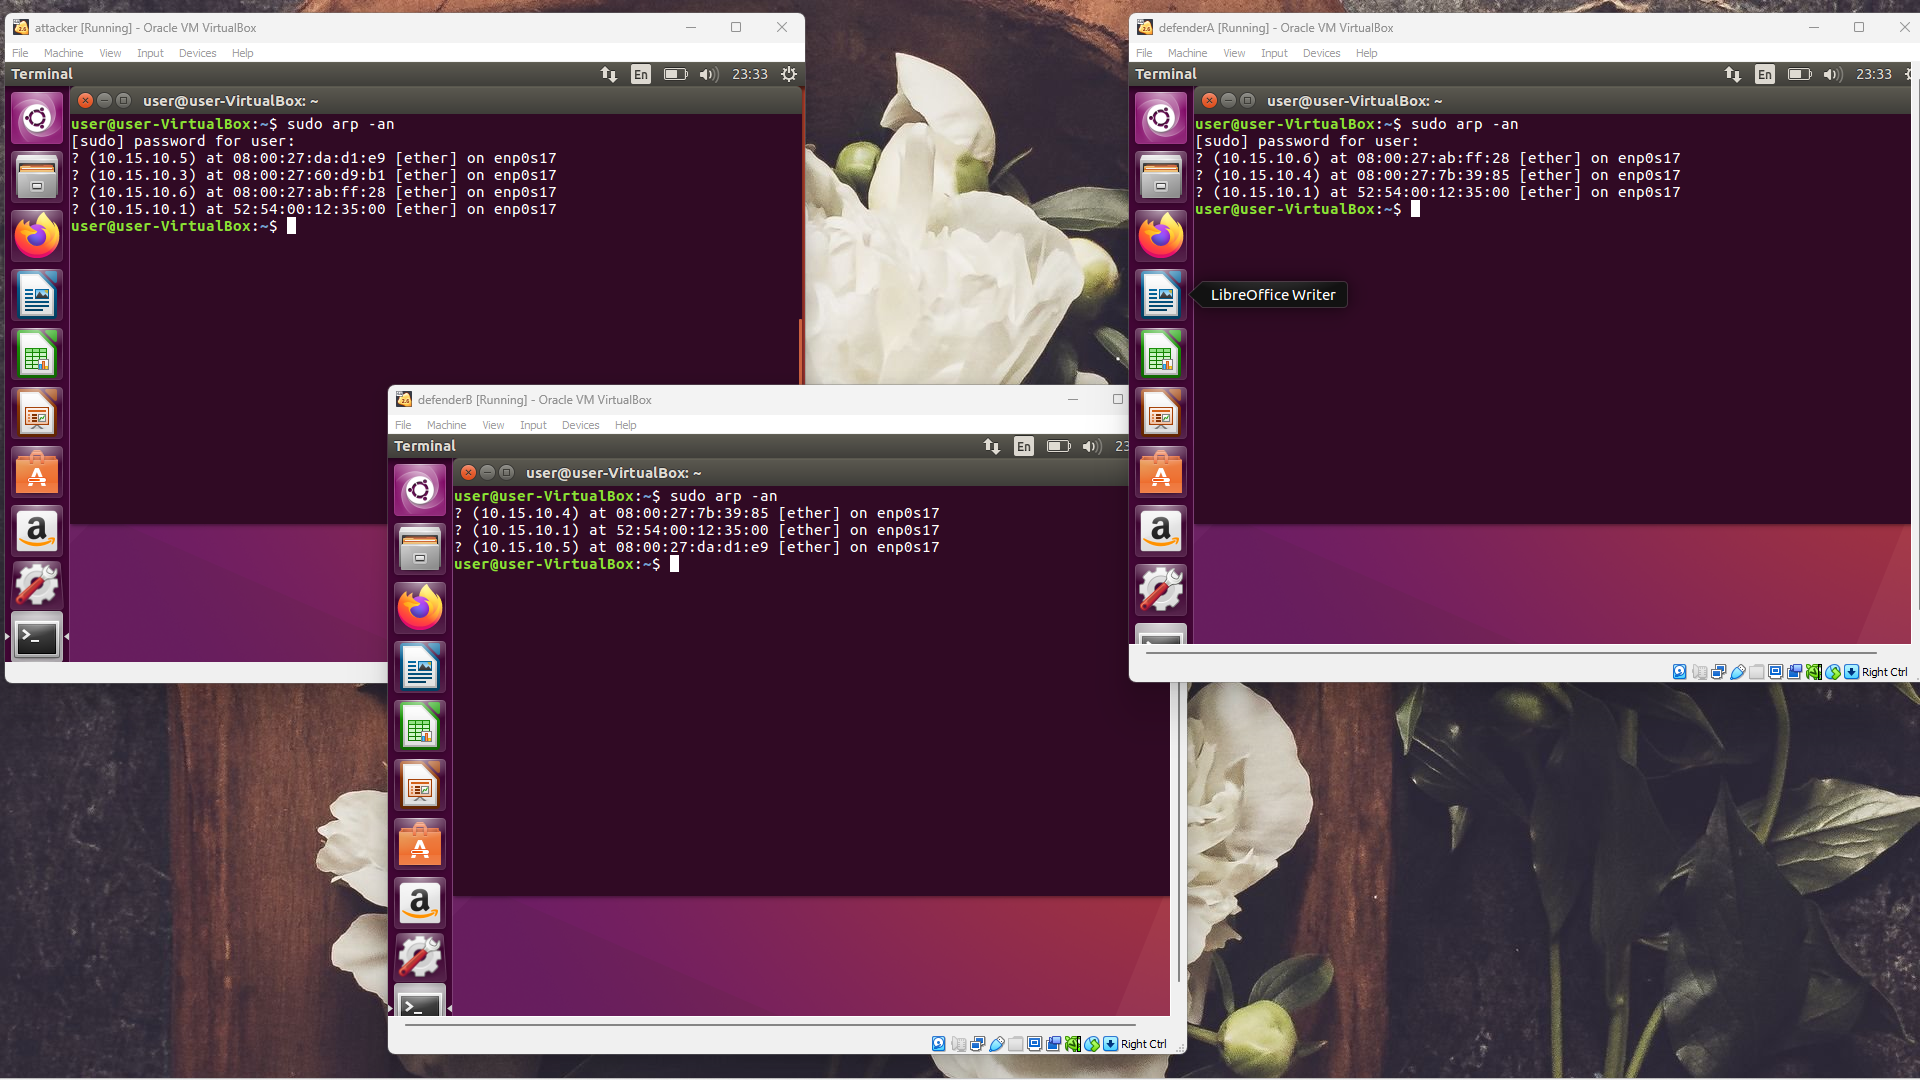 attacker [Running] - Oracle VM VirtualBox
File Machine View Input Devices Help
Terminal En 23:33
user@user-VirtualBox: ~
user@user-VirtualBox:~$ sudo arp -an
[sudo] password for user:
? (10.15.10.5) at 08:00:27:da:d1:e9 [ether] on enp0s17
? (10.15.10.3) at 08:00:27:60:d9:b1 [ether] on enp0s17
? (10.15.10.6) at 08:00:27:ab:ff:28 [ether] on enp0s17
? (10.15.10.1) at 52:54:00:12:35:00 [ether] on enp0s17
user@user-VirtualBox:~$
defenderA [Running] - Oracle VM VirtualBox
File Machine View Input Devices Help
Terminal En 23:33
user@user-VirtualBox: ~
user@user-VirtualBox:~$ sudo arp -an
[sudo] password for user:
? (10.15.10.6) at 08:00:27:ab:ff:28 [ether] on enp0s17
? (10.15.10.4) at 08:00:27:7b:39:85 [ether] on enp0s17
? (10.15.10.1) at 52:54:00:12:35:00 [ether] on enp0s17
user@user-VirtualBox:~$
LibreOffice Writer
Right Ctrl
defenderB [Running] - Oracle VM VirtualBox
File Machine View Input Devices Help
Terminal En 23
user@user-VirtualBox: ~
user@user-VirtualBox:~$ sudo arp -an
? (10.15.10.4) at 08:00:27:7b:39:85 [ether] on enp0s17
? (10.15.10.1) at 52:54:00:12:35:00 [ether] on enp0s17
? (10.15.10.5) at 08:00:27:da:d1:e9 [ether] on enp0s17
user@user-VirtualBox:~$
Right Ctrl